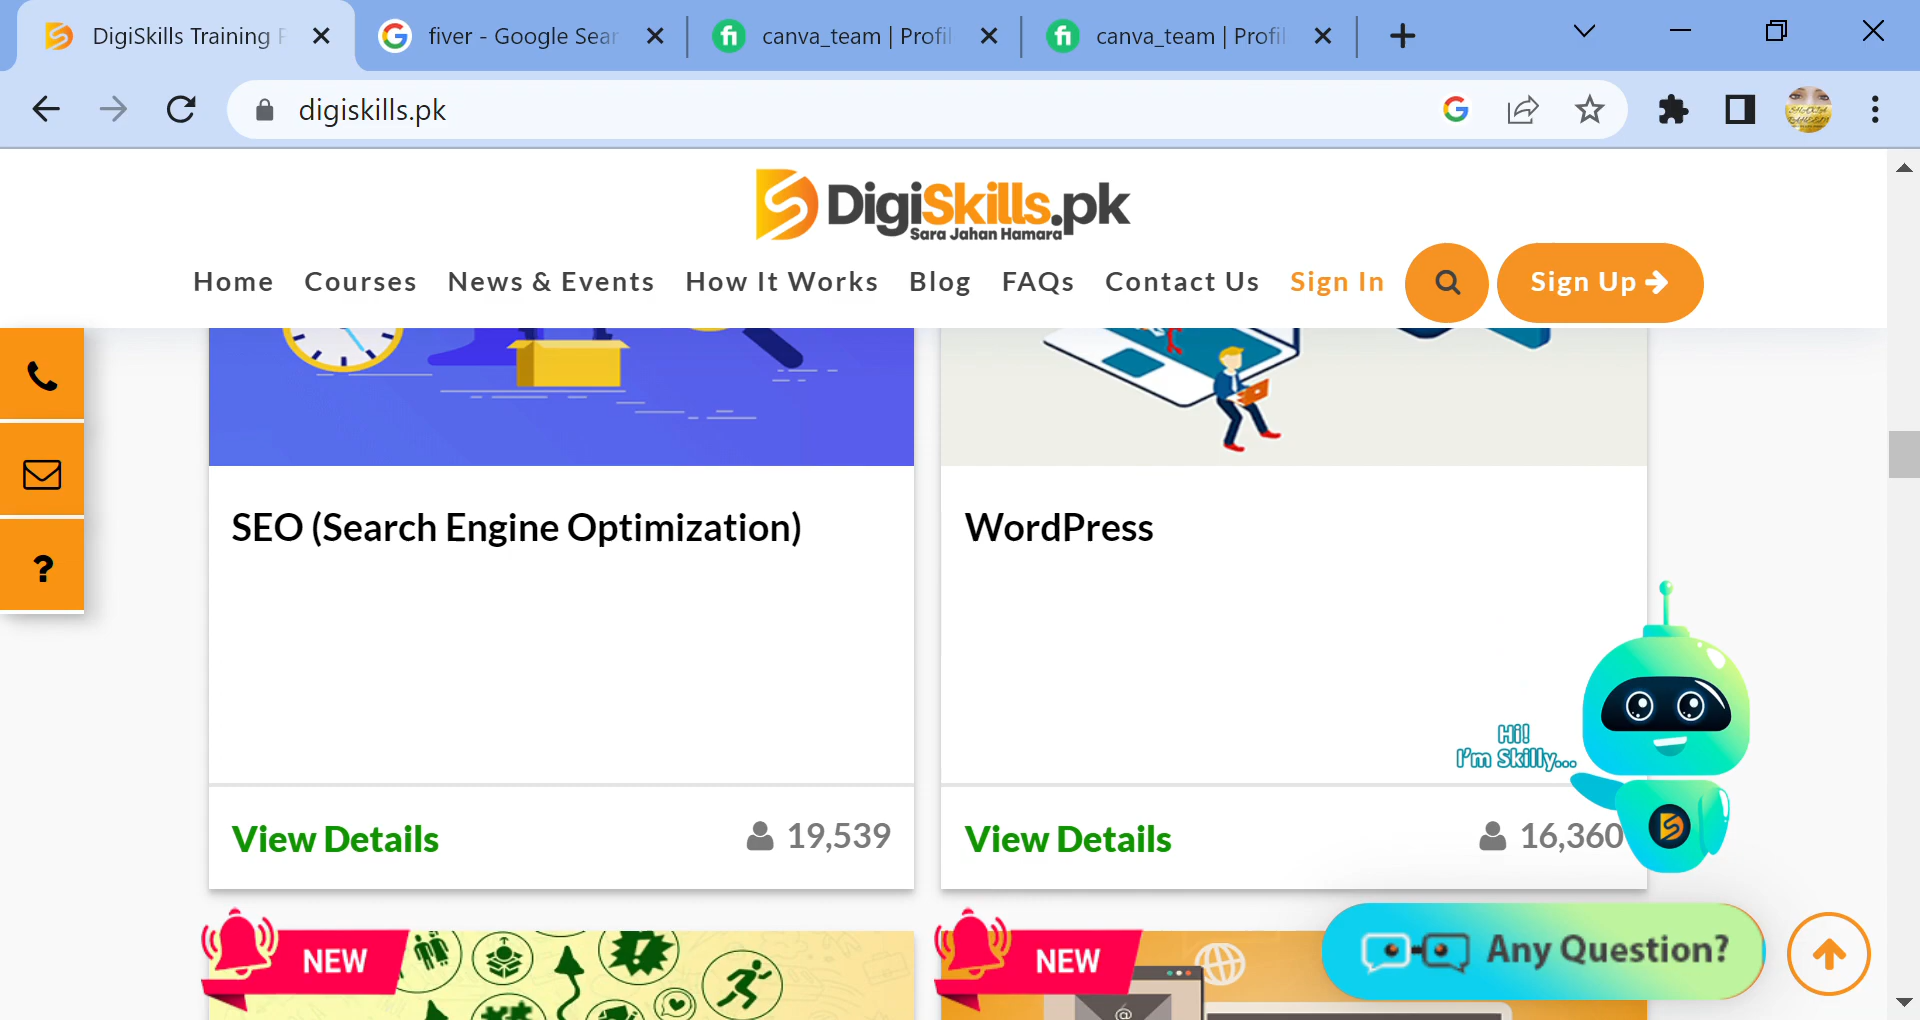 DigiSkills Training
fiver - Google Sear
canva_team | Profil
canva_team | Profil
digiskills.pk
DigiSkills.pk
Sara Jahan Hamara
Home Courses News & Events How It Works Blog FAQs Contact Us Sign In Sign Up
?
SEO (Search Engine Optimization)
WordPress
Hi!
I'm Skilly...
View Details 19,539
View Details 16,360
NEW
NEW
@
Any Question?